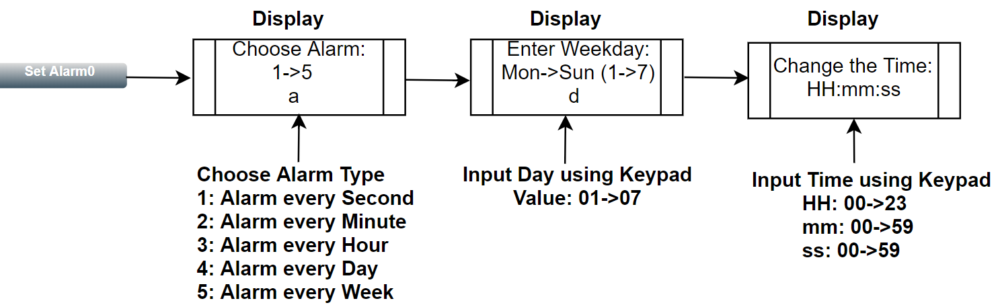 Set Alarm0
Display
Choose Alarm:
1->5
a
Choose Alarm Type
1: Alarm every Second
2: Alarm every Minute
3: Alarm every Hour
4: Alarm every Day
5: Alarm every Week
Display
Enter Weekday:
Mon->Sun (1->7)
d
Input Day using Keypad
Value: 01->07
Display
Change the Time:
HH:mm:ss
Input Time using Keypad
HH: 00->23
mm: 00->59
ss: 00->59